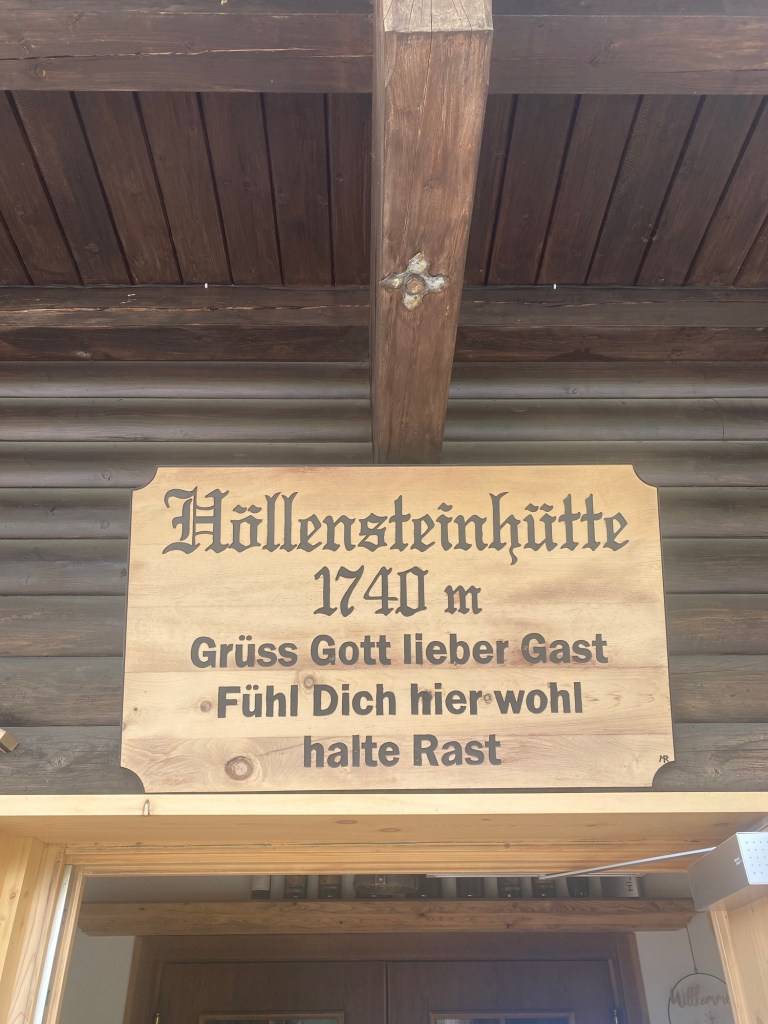 Höllensteinhütte
1740 m
Grüss Gott lieber Gast
Fühl Dich hier wohl
halte Rast